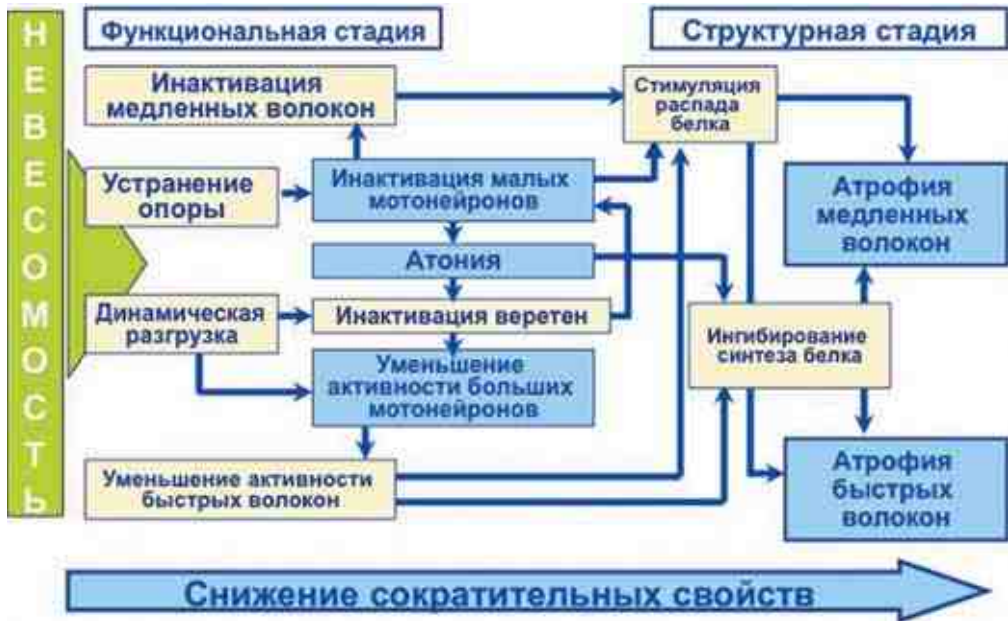 НЕВЕСОМОСТЬ
Функциональная стадия
Структурная стадия
Инактивация
медленных волокон
Стимуляция
распада
белка
Устранение
опоры
Инактивация малых
мотонейронов
Атрофия
медленных
волокон
Атония
Динамическая
разгрузка
Инактивация веретен
Ингибирование
синтеза белка
Уменьшение
активности больших
мотонейронов
Уменьшение активности
быстрых волокон
Атрофия
быстрых
волокон
Снижение сократительных свойств